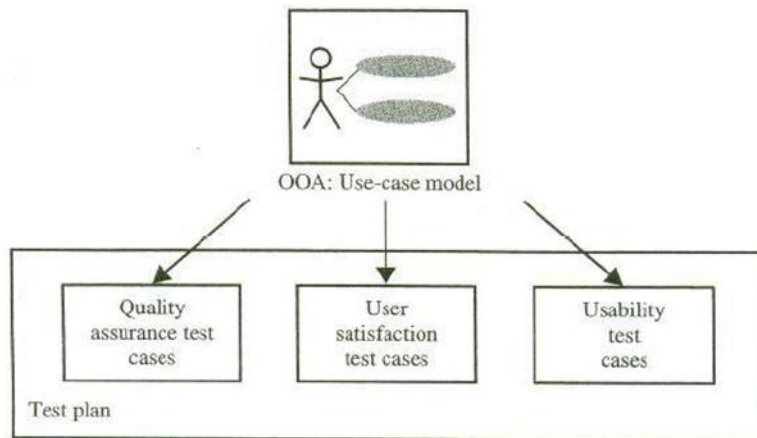 OOA: Use-case model
Quality
assurance test
cases
User
satisfaction
test cases
Usability
test
cases
Test plan